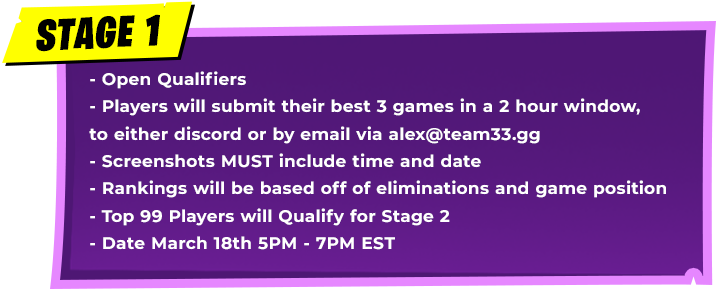 STAGE 1
- Open Qualifiers
- Players will submit their best 3 games in a 2 hour window,
to either discord or by email via alex@team33.gg
- Screenshots MUST include time and date
- Rankings will be based off of eliminations and game position
- Top 99 Players will Qualify for Stage 2
- Date March 18th 5PM - 7PM EST